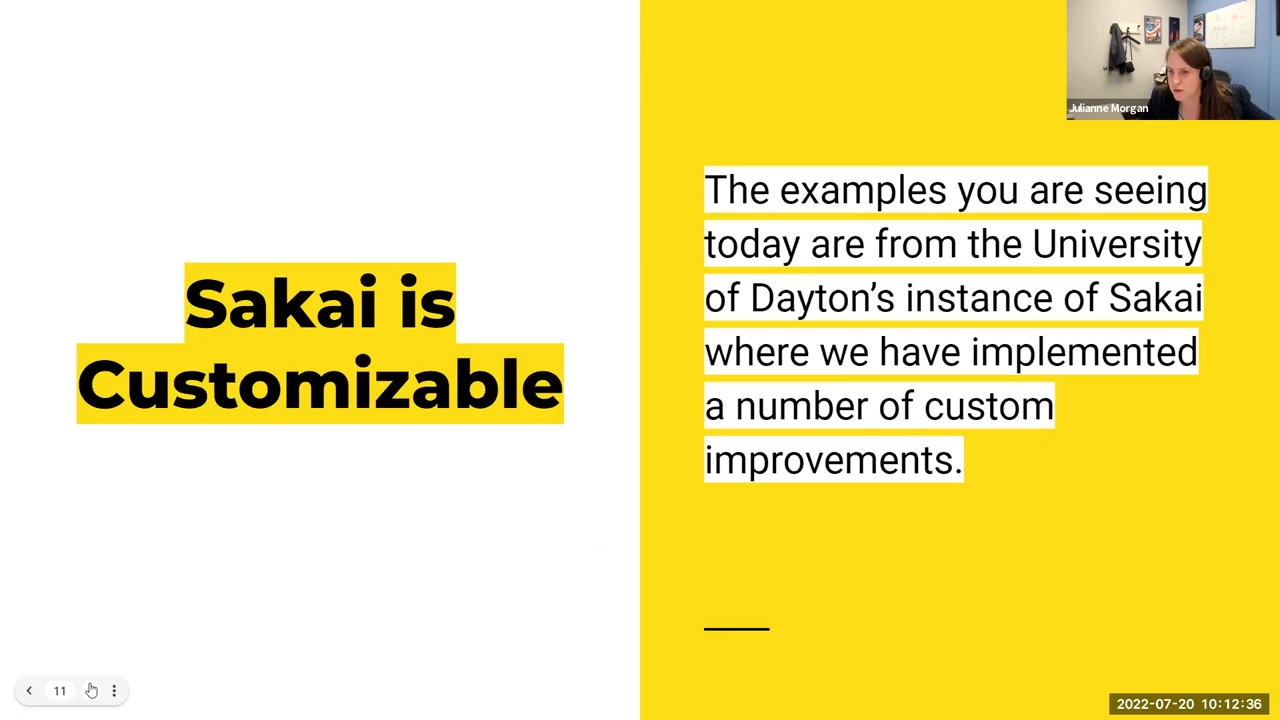 Julianne Morgan
Sakai is
Customizable
The examples you are seeing
today are from the University
of Dayton’s instance of Sakai
where we have implemented
a number of custom
improvements.
11
2022-07-20 10:12:36